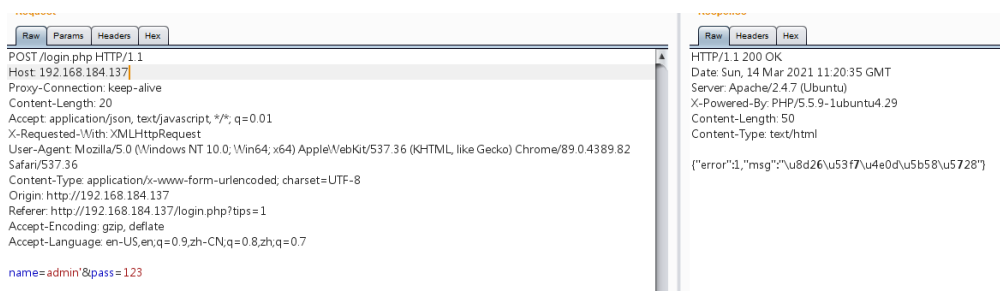 Raw Params Headers Hex
POST /login.php HTTP/1.1
Host: 192.168.184.137
Proxy-Connection: keep-alive
Content-Length: 20
Accept: application/json, text/javascript, */*; q=0.01
X-Requested-With: XMLHttpRequest
User-Agent: Mozilla/5.0 (Windows NT 10.0; Win64; x64) AppleWebKit/537.36 (KHTML, like Gecko) Chrome/89.0.4389.82
Safari/537.36
Content-Type: application/x-www-form-urlencoded; charset=UTF-8
Origin: http://192.168.184.137
Referer: http://192.168.184.137/login.php?tips=1
Accept-Encoding: gzip, deflate
Accept-Language: en-US,en;q=0.9,zh-CN;q=0.8,zh;q=0.7
name=admin'&pass=123
Raw Headers Hex
HTTP/1.1 200 OK
Date: Sun, 14 Mar 2021 11:20:35 GMT
Server: Apache/2.4.7 (Ubuntu)
X-Powered-By: PHP/5.5.9-1ubuntu4.29
Content-Length: 50
Content-Type: text/html
{"error":1,"msg":"\u8d26\u53f7\u4e0d\u5b58\u5728"}